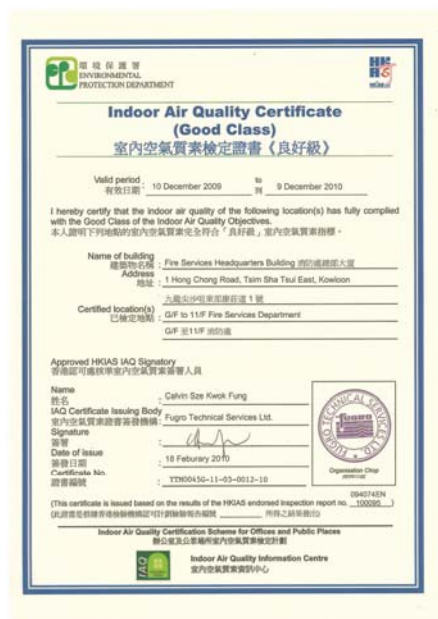 環境保護署
ENVIRONMENTAL
PROTECTION DEPARTMENT
Indoor Air Quality Certificate
(Good Class)
室內空氣質素檢定證書《良好級》
Valid period : 10 December 2009 to 9 December 2010
有效日期 到
I hereby certify that the indoor air quality of the following location(s) has fully complied
with the Good Class of the Indoor Air Quality Objectives.
本人證明下列地點的室內空氣質素完全符合「良好級」室內空氣質素指標。
Name of building
建築物名稱 : Fire Services Headquarters Building 消防處總部大廈
Address
地址 : 1 Hong Chong Road, Tsim Sha Tsui East, Kowloon
九龍尖沙咀東部康莊道 1 號
Certified location(s)
已檢定地點 : G/F to 11/F Fire Services Department
G/F 至11/F 消防處
Approved HKIAS IAQ Signatory
香港認可處核準室內空氣質素簽署人員
Name
姓名 : Calvin Sze Kwok Fung
IAQ Certificate Issuing Body
室內空氣質素證書簽發機構 : Fugro Technical Services Ltd.
Signature
簽署 :
Date of issue
簽發日期 : 18 Feburary 2010
Certificate No.
證書編號 :
FUGRO TECHNICAL SERVICES LTD.
fugro
Organisation Chop
094074EN
(This certificate is issued based on the results of the HKIAS endorsed inspection report no. 100095 )
Indoor Air Quality Certification Scheme for Offices and Public Places
辦公室及公眾場所室內空氣質素檢定計劃
IAQ
Indoor Air Quality Information Centre
室內空氣質素資訊中心